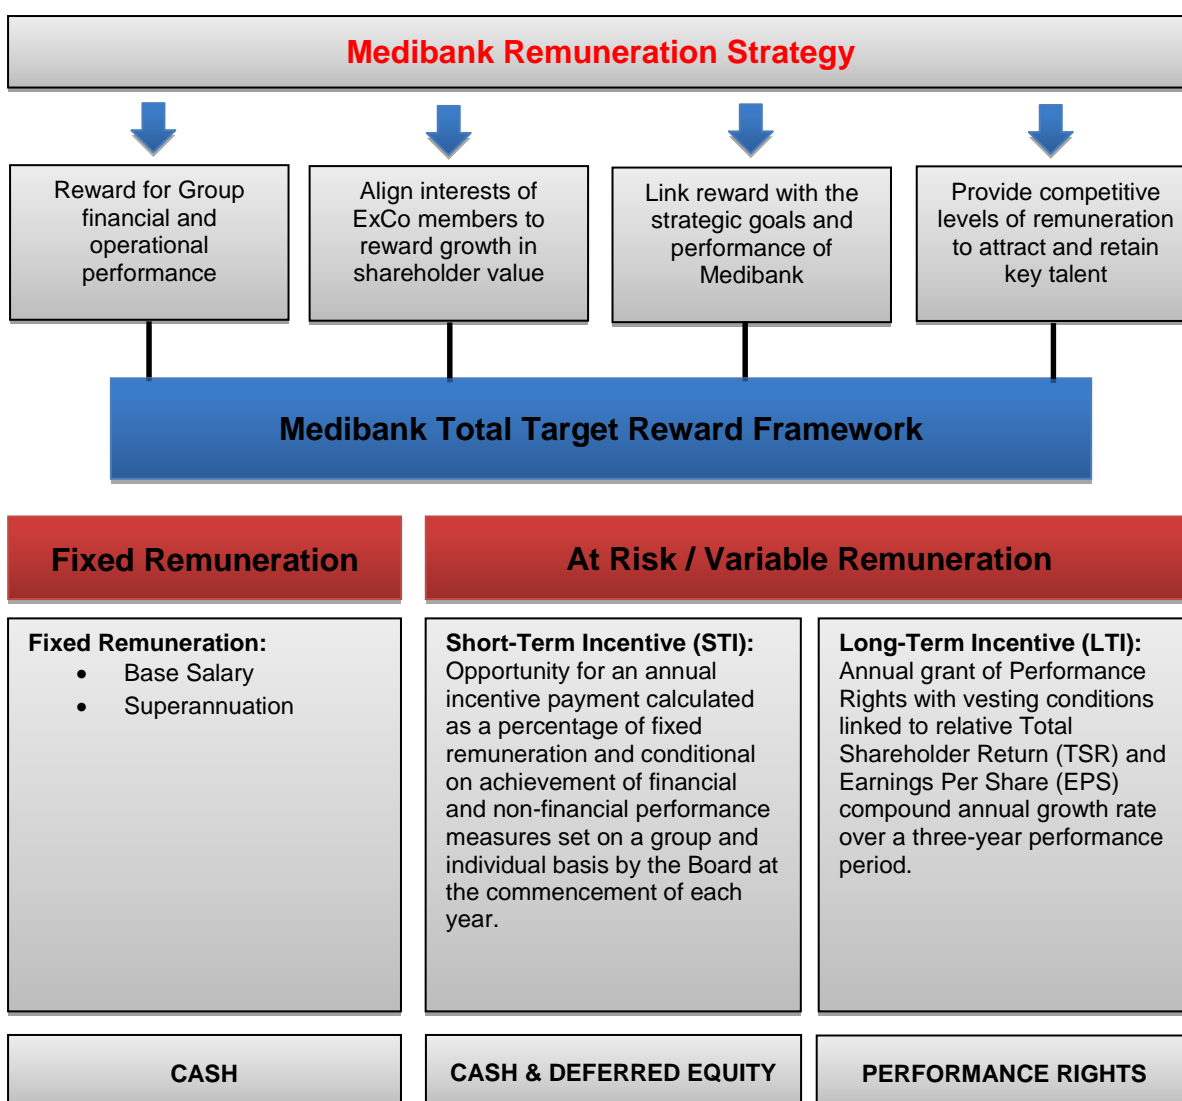 Medibank Remuneration Strategy
Reward for Group
financial and
operational
performance
Align interests of
ExCo members to
reward growth in
shareholder value
Link reward with the
strategic goals and
performance of
Medibank
Provide competitive
levels of remuneration
to attract and retain
key talent
Medibank Total Target Reward Framework
Fixed Remuneration
At Risk / Variable Remuneration
Fixed Remuneration:
• Base Salary
• Superannuation
Short-Term Incentive (STI):
Opportunity for an annual
incentive payment calculated
as a percentage of fixed
remuneration and conditional
on achievement of financial
and non-financial performance
measures set on a group and
individual basis by the Board at
the commencement of each
year.
Long-Term Incentive (LTI):
Annual grant of Performance
Rights with vesting conditions
linked to relative Total
Shareholder Return (TSR) and
Earnings Per Share (EPS)
compound annual growth rate
over a three-year performance
period.
CASH
CASH & DEFERRED EQUITY
PERFORMANCE RIGHTS